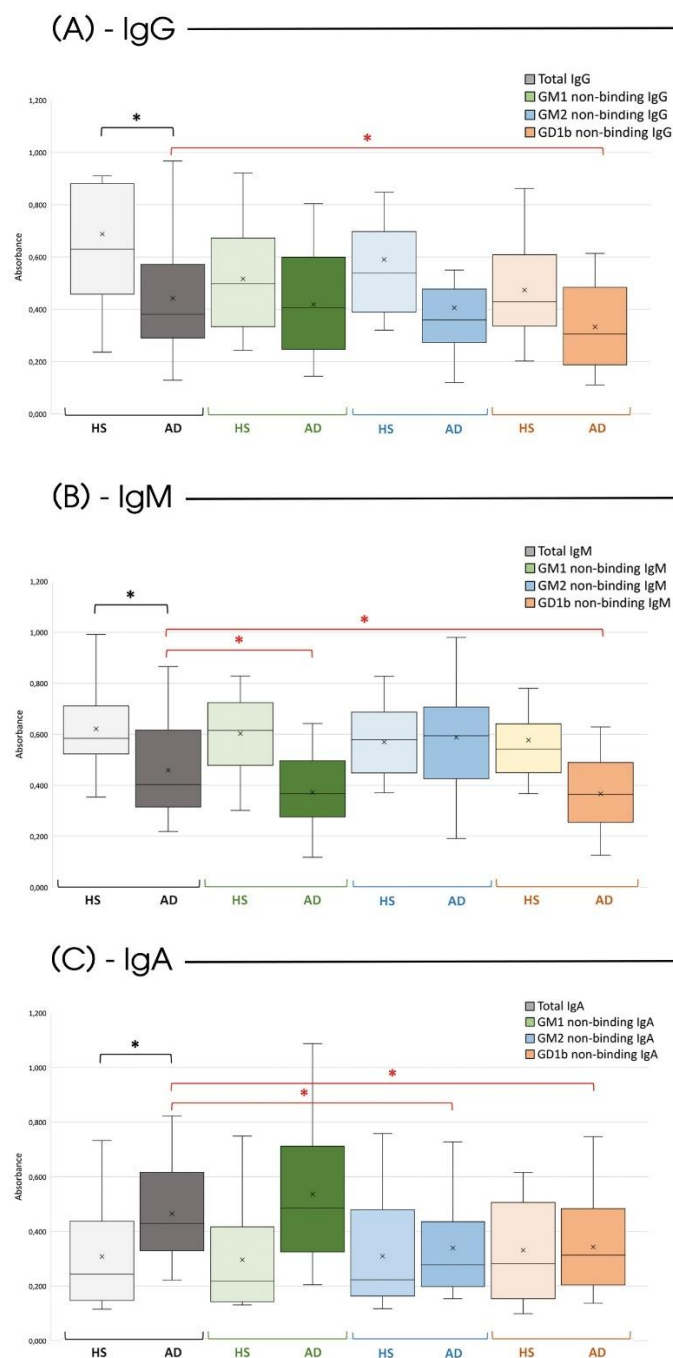 (A) - IgG
Total IgG
GM1 non-binding IgG
GM2 non-binding IgG
GD1b non-binding IgG
1,200
1,000
0,800
0,600
0,400
0,200
0,000
Absorbance
*
*
HS AD HS AD HS AD HS AD
(B) - IgM
Total IgM
GM1 non-binding IgM
GM2 non-binding IgM
GD1b non-binding IgM
1,200
1,000
0,800
0,600
0,400
0,200
0,000
Absorbance
*
*
*
HS AD HS AD HS AD HS AD
(C) - IgA
Total IgA
GM1 non-binding IgA
GM2 non-binding IgA
GD1b non-binding IgA
1,200
1,000
0,800
0,600
0,400
0,200
0,000
Absorbance
*
*
*
HS AD HS AD HS AD HS AD